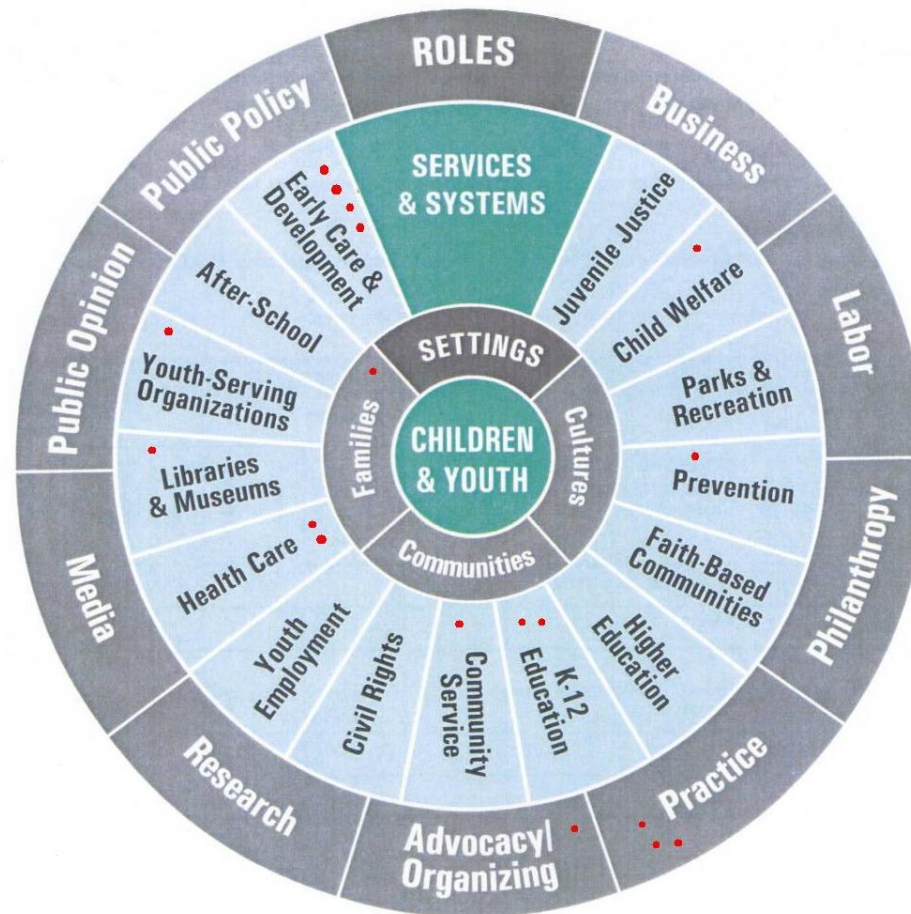 ROLES
Business
Labor
Philanthropy
Practice
Advocacy/
Organizing
Research
Media
Public Opinion
Public Policy
SERVICES
& SYSTEMS
Juvenile Justice
Child Welfare
Parks &
Recreation
Prevention
Faith-Based
Communities
Higher
Education
K-12
Education
Community
Service
Civil Rights
Youth
Employment
Health Care
Libraries
& Museums
Youth-Serving
Organizations
After-School
Early Care &
Development
SETTINGS
Cultures
Communities
Families
CHILDREN
& YOUTH